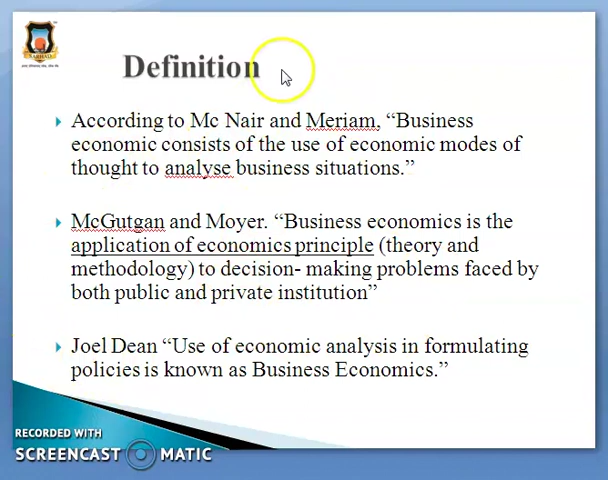 Definition
According to Mc Nair and Meriam, “Business
economic consists of the use of economic modes of
thought to analyse business situations.”
McGutgan and Moyer. “Business economics is the
application of economics principle (theory and
methodology) to decision- making problems faced by
both public and private institution”
Joel Dean “Use of economic analysis in formulating
policies is known as Business Economics.”
RECORDED WITH
SCREENCAST MATIC